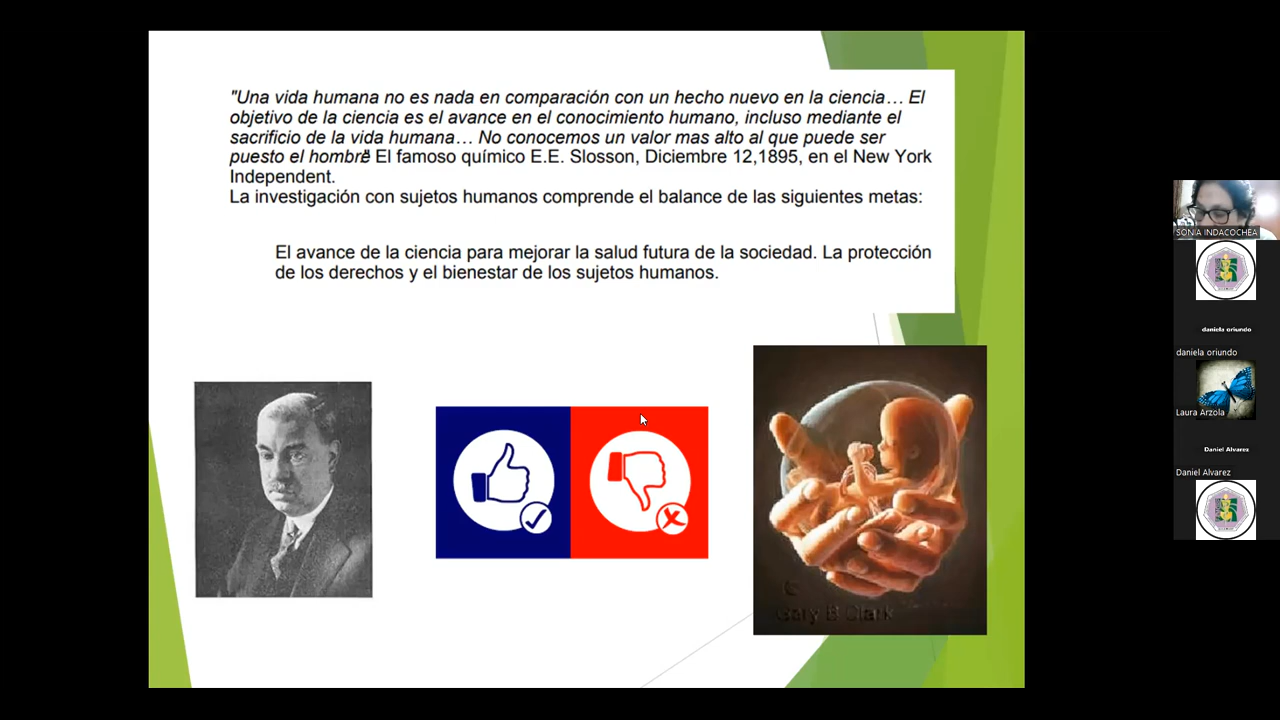 "Una vida humana no es nada en comparación con un hecho nuevo en la ciencia… El
objetivo de la ciencia es el avance en el conocimiento humano, incluso mediante el
sacrificio de la vida humana… No conocemos un valor mas alto al que puede ser
puesto el hombre" El famoso químico E.E. Slosson, Diciembre 12,1895, en el New York
Independent.
La investigación con sujetos humanos comprende el balance de las siguientes metas:
El avance de la ciencia para mejorar la salud futura de la sociedad. La protección
de los derechos y el bienestar de los sujetos humanos.
Gary B Clark
SONIA INDACOCHEA
daniela oriundo
daniela oriundo
Laura Arzola
Daniel Alvarez
Daniel Alvarez